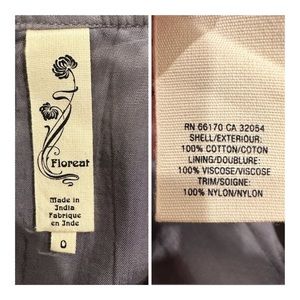 Floreat
Made in
India
Fabrique
en Inde
0
RN 66170 CA 32054
SHELL/EXTERIOUR:
100% COTTON/COTON
LINING/DOUBLURE:
100% VISCOSE/VISCOSE
TRIM/SOIGNE:
100% NYLON/NYLON